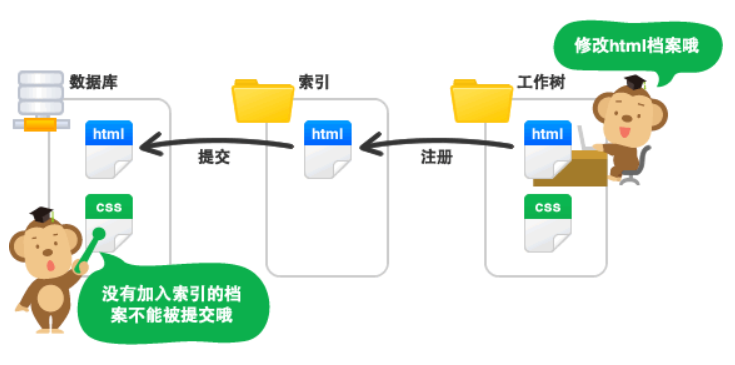 修改html档案哦
数据库
索引
工作树
html
html
html
提交
注册
css
css
没有加入索引的档
案不能被提交哦